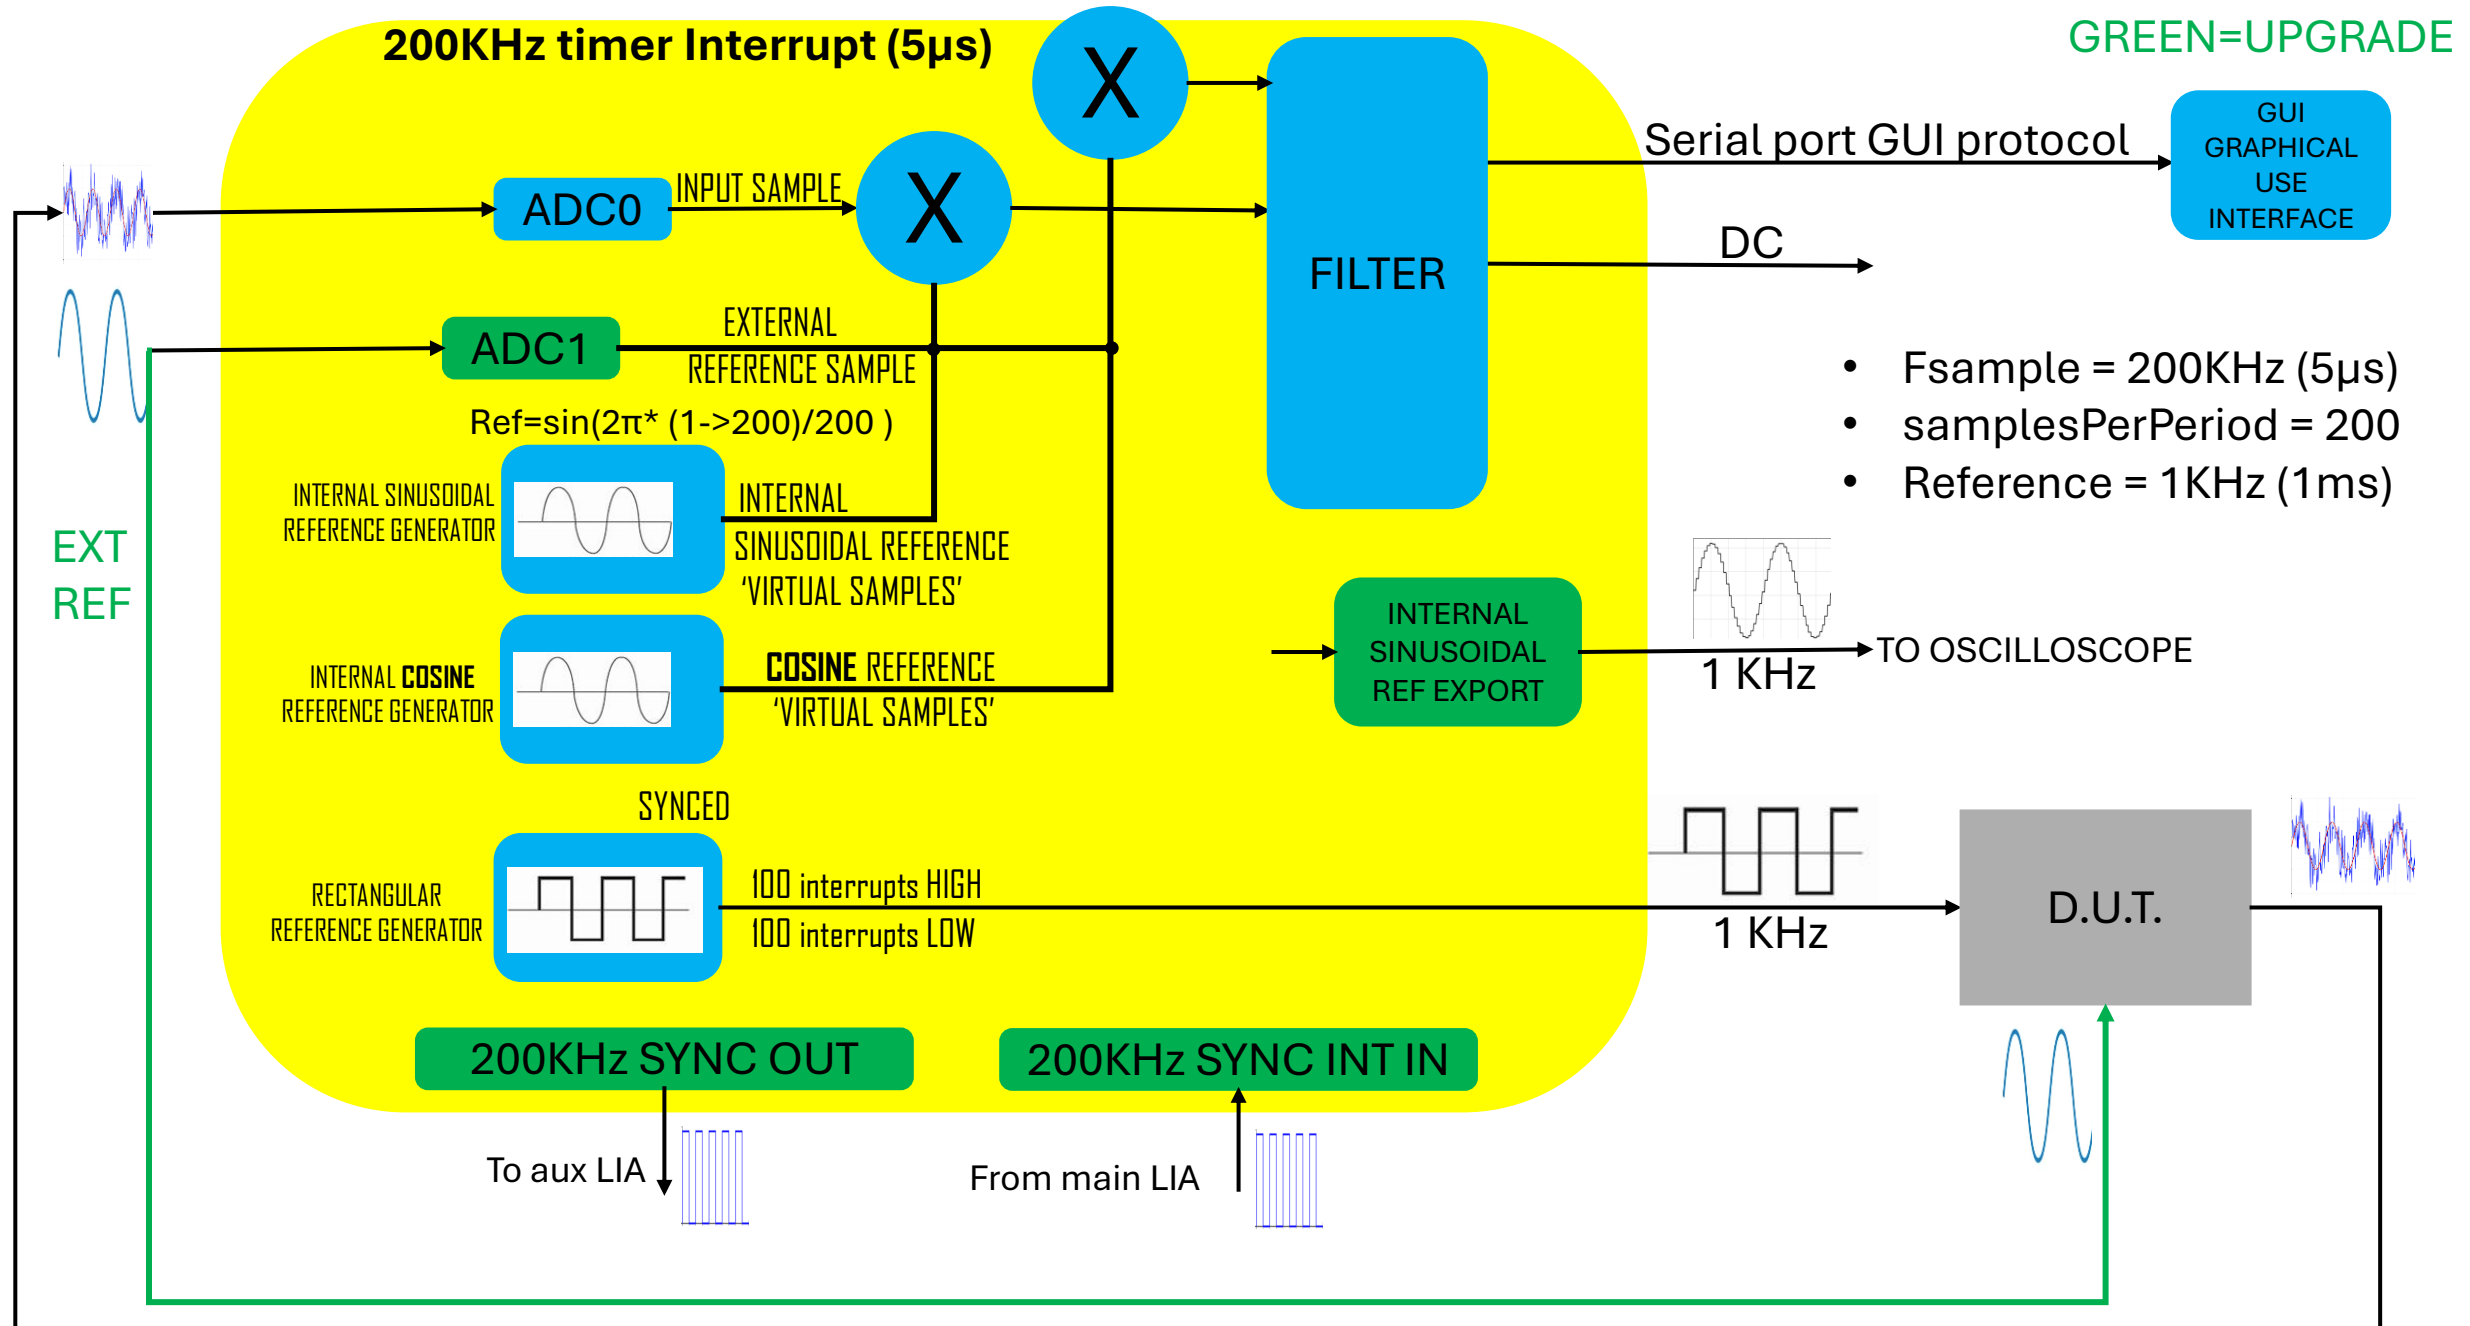 200KHz timer Interrupt (5µs)
GREEN=UPGRADE
X
X
GUI
GRAPHICAL
USE
INTERFACE
Serial port GUI protocol
ADC0
INPUT SAMPLE
DC
FILTER
ADC1
EXTERNAL
REFERENCE SAMPLE
Ref=sin(2π* (1->200)/200 )
• Fsample = 200KHz (5µs)
• samplesPerPeriod = 200
• Reference = 1KHz (1ms)
INTERNAL SINUSOIDAL
REFERENCE GENERATOR
INTERNAL
SINUSOIDAL REFERENCE
'VIRTUAL SAMPLES'
EXT
REF
INTERNAL
SINUSOIDAL
REF EXPORT
1 KHz
TO OSCILLOSCOPE
INTERNAL COSINE
REFERENCE GENERATOR
COSINE REFERENCE
'VIRTUAL SAMPLES'
SYNCED
RECTANGULAR
REFERENCE GENERATOR
100 interrupts HIGH
100 interrupts LOW
1 KHz
D.U.T.
200KHz SYNC OUT
200KHz SYNC INT IN
To aux LIA
From main LIA